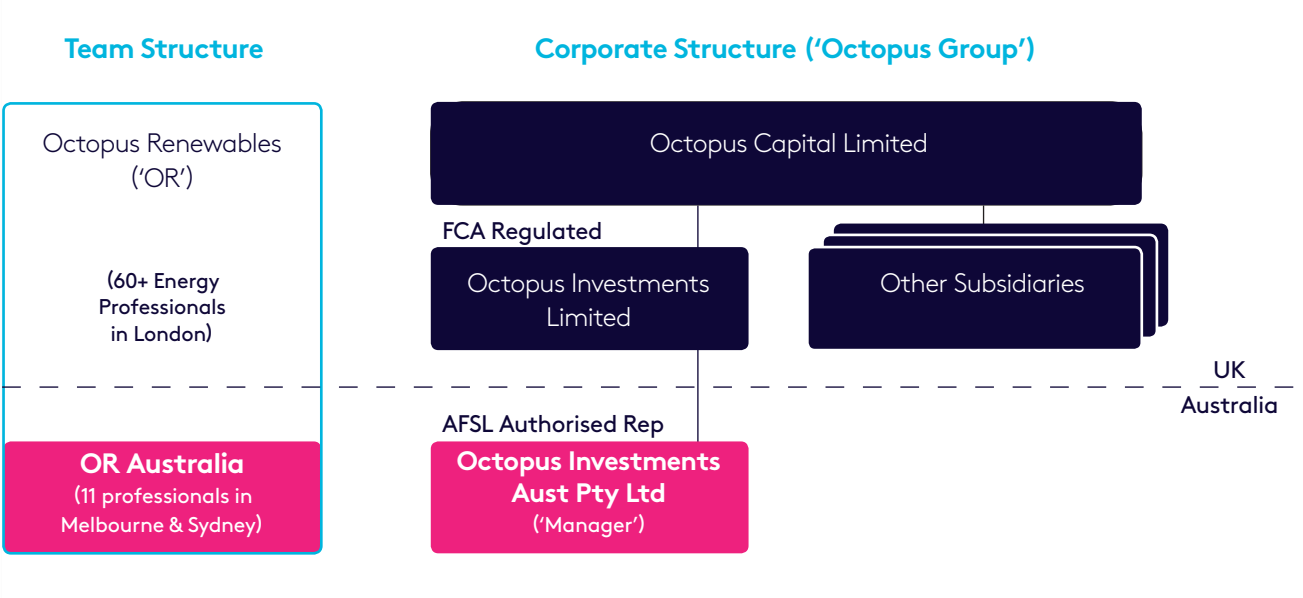 Team Structure
Octopus Renewables
(‘OR’)
(60+ Energy
Professionals
in London)
OR Australia
(11 professionals in
Melbourne & Sydney)
Corporate Structure (‘Octopus Group’)
Octopus Capital Limited
FCA Regulated
Octopus Investments
Limited
Other Subsidiaries
UK
Australia
AFSL Authorised Rep
Octopus Investments
Aust Pty Ltd
(‘Manager’)